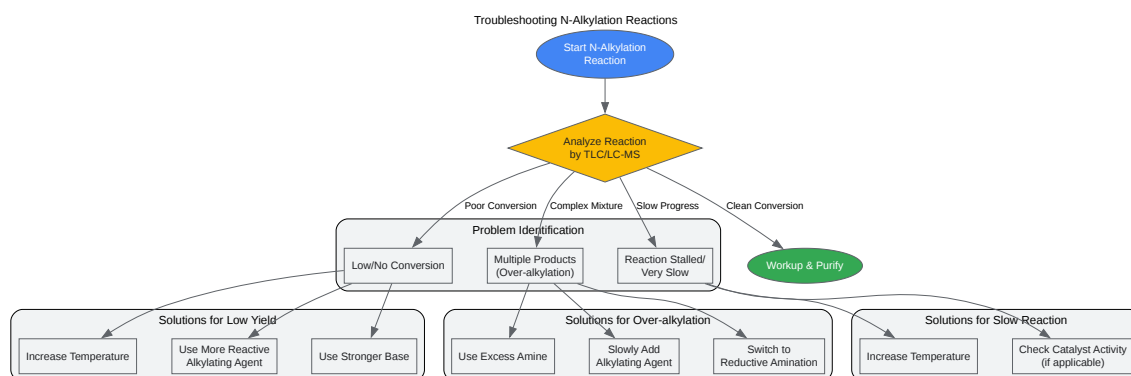 Troubleshooting N-Alkylation Reactions
Start N-Alkylation
Reaction
Analyze Reaction
by TLC/LC-MS
Poor Conversion
Complex Mixture
Slow Progress
Clean Conversion
Problem Identification
Low/No Conversion
Multiple Products
(Over-alkylation)
Reaction Stalled/
Very Slow
Workup & Purify
Solutions for Low Yield
Increase Temperature
Use More Reactive
Alkylating Agent
Use Stronger Base
Solutions for Over-alkylation
Use Excess Amine
Slowly Add
Alkylating Agent
Switch to
Reductive Amination
Solutions for Slow Reaction
Increase Temperature
Check Catalyst Activity
(if applicable)